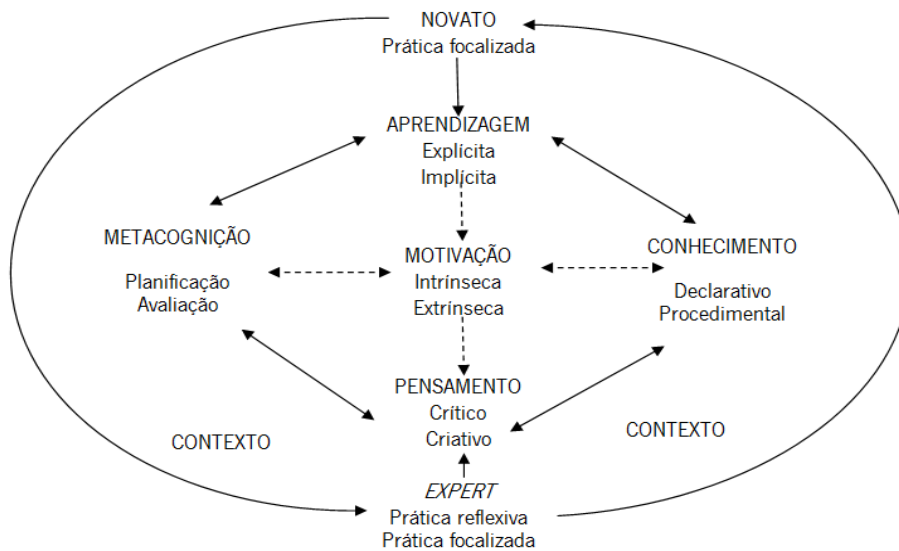 NOVATO
Prática focalizada
APRENDIZAGEM
Explícita
Implícita
METACOGNIÇÃO
Planificação
Avaliação
MOTIVAÇÃO
Intrínseca
Extrínseca
CONHECIMENTO
Declarativo
Procedimental
PENSAMENTO
Crítico
Criativo
CONTEXTO
CONTEXTO
EXPERT
Prática reflexiva
Prática focalizada